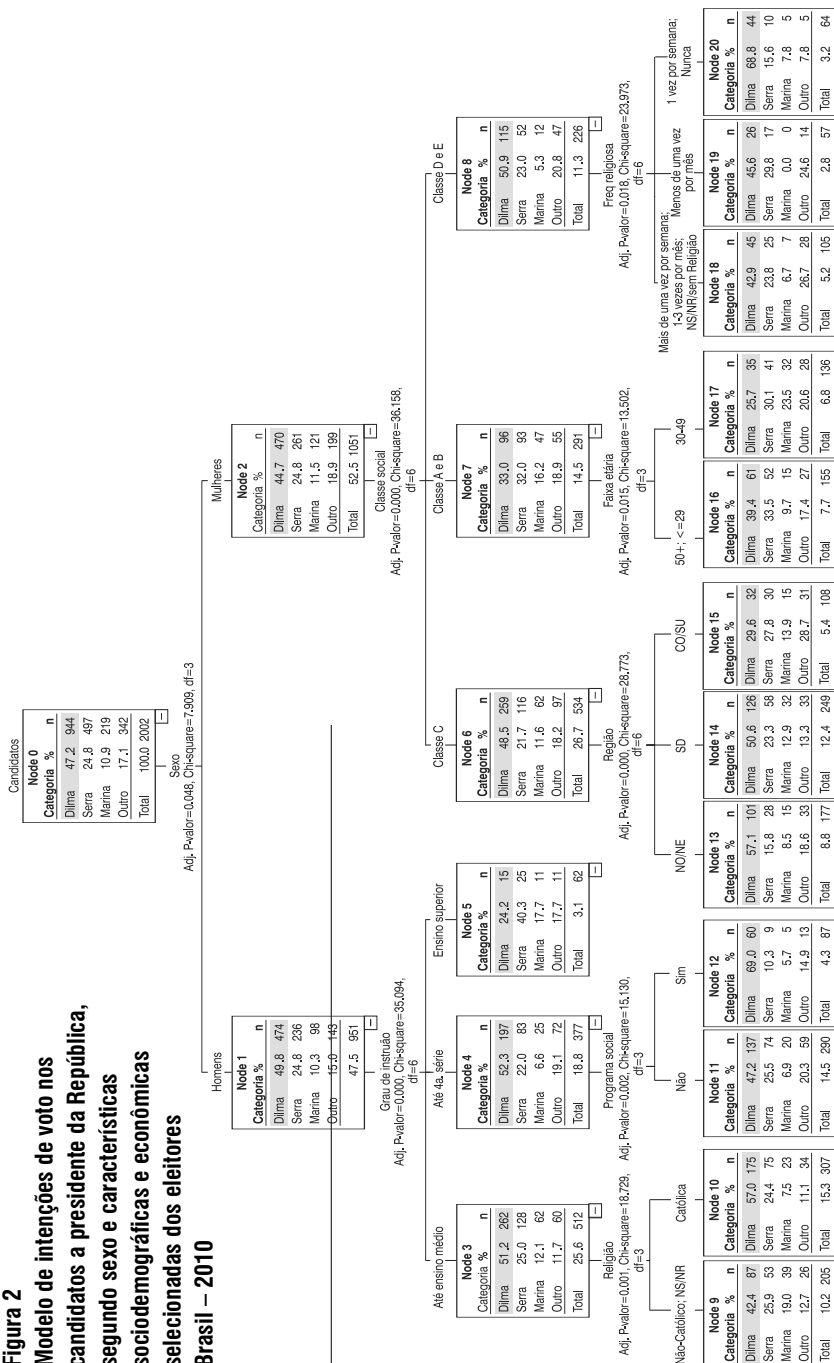 Figura 2
Modelo de intenções de voto nos
candidatos a presidente da República,
segundo sexo e características
sociodemográficas e econômicas
selecionadas dos eleitores
Brasil – 2010
Candidatos
Node 0
Categoria % n
Dilma 47.2 944
Serra 24.8 497
Marina 10.9 219
Outro 17.1 342
Total 100.0 2002
Sexo
Adj. P-valor=0.048, Chi-square=7.909, df=3
Homens
Node 1
Categoria % n
Dilma 49.8 474
Serra 24.8 236
Marina 10.3 98
Outro 15.0 143
47.5 951
Grau de instruão
Adj. P-valor=0.000, Chi-square=35.094,
df=6
Mulheres
Node 2
Categoria % n
Dilma 44.7 470
Serra 24.8 261
Marina 11.5 121
Outro 18.9 199
Total 52.5 1051
Classe social
Adj. P-valor=0.000, Chi-square=36.158,
df=6
Até ensino médio
Node 3
Categoria % n
Dilma 51.2 262
Serra 25.0 128
Marina 12.1 62
Outro 11.7 60
Total 25.6 512
Religião
Adj. P-valor=0.001, Chi-square=18.729,
df=3
Até 4a. série
Node 4
Categoria % n
Dilma 52.3 197
Serra 22.0 83
Marina 6.6 25
Outro 19.1 72
Total 18.8 377
Programa social
Adj. P-valor=0.002, Chi-square=15.130,
df=3
Ensino superior
Node 5
Categoria % n
Dilma 24.2 15
Serra 40.3 25
Marina 17.7 11
Outro 17.7 11
Total 3.1 62
Classe C
Node 6
Categoria % n
Dilma 48.5 259
Serra 21.7 116
Marina 11.6 62
Outro 18.2 97
Total 26.7 534
Região
Adj. P-valor=0.000, Chi-square=28.773,
df=6
Classe A e B
Node 7
Categoria % n
Dilma 33.0 96
Serra 32.0 93
Marina 16.2 47
Outro 18.9 55
Total 14.5 291
Faixa etária
Adj. P-valor=0.015, Chi-square=13.502,
df=3
Classe D e E
Node 8
Categoria % n
Dilma 50.9 115
Serra 23.0 52
Marina 5.3 12
Outro 20.8 47
Total 11.3 226
Freq religiosa
Adj. P-valor=0.018, Chi-square=23.973,
df=6
Não-Católico; NS/NR
Node 9
Categoria % n
Dilma 42.4 87
Serra 25.9 53
Marina 19.0 39
Outro 12.7 26
Total 10.2 205
Católica
Node 10
Categoria % n
Dilma 57.0 175
Serra 24.4 75
Marina 7.5 23
Outro 11.1 34
Total 15.3 307
Não
Node 11
Categoria % n
Dilma 47.2 137
Serra 25.5 74
Marina 6.9 20
Outro 20.3 59
Total 14.5 290
Sim
Node 12
Categoria % n
Dilma 69.0 60
Serra 10.3 9
Marina 5.7 5
Outro 14.9 13
Total 4.3 87
NO/NE
Node 13
Categoria % n
Dilma 57.1 101
Serra 15.8 28
Marina 8.5 15
Outro 18.6 33
Total 8.8 177
SD
Node 14
Categoria % n
Dilma 50.6 126
Serra 23.3 58
Marina 12.9 32
Outro 13.3 33
Total 12.4 249
CO/SU
Node 15
Categoria % n
Dilma 29.6 32
Serra 27.8 30
Marina 13.9 15
Outro 28.7 31
Total 5.4 108
50+; <=29
Node 16
Categoria % n
Dilma 39.4 61
Serra 33.5 52
Marina 9.7 15
Outro 17.4 27
Total 7.7 155
30-49
Node 17
Categoria % n
Dilma 25.7 35
Serra 30.1 41
Marina 23.5 32
Outro 20.6 28
Total 6.8 136
Mais de uma vez por semana;
1-3 vezes por mês;
NS/NR/sem Religião
Node 18
Categoria % n
Dilma 42.9 45
Serra 23.8 25
Marina 6.7 7
Outro 26.7 28
Total 5.2 105
Menos de uma vez
por mês
Node 19
Categoria % n
Dilma 45.6 26
Serra 29.8 17
Marina 0.0 0
Outro 24.6 14
Total 2.8 57
1 vez por semana;
Nunca
Node 20
Categoria % n
Dilma 68.8 44
Serra 15.6 10
Marina 7.8 5
Outro 7.8 5
Total 3.2 64